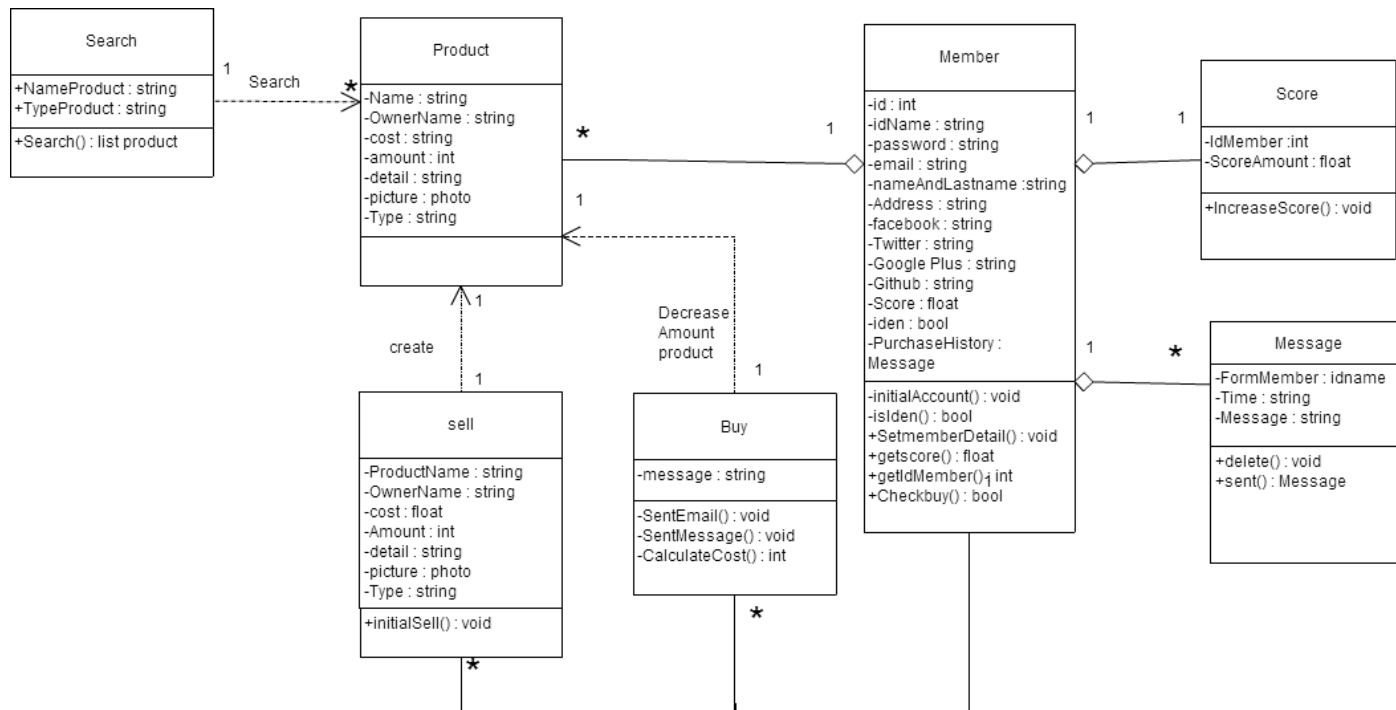 Search
+NameProduct : string
+TypeProduct : string
+Search() : list product
1
Search
*
Product
-Name : string
-OwnerName : string
-cost : string
-amount : int
-detail : string
-picture : photo
-Type : string
*
1
1
1
Member
-id : int
-idName : string
-password : string
-email : string
-nameAndLastname :string
-Address : string
-facebook : string
-Twitter : string
-Google Plus : string
-Github : string
-Score : float
-iden : bool
-PurchaseHistory :
Message
-initialAccount() : void
-isIden() : bool
+SetmemberDetail() : void
+getscore() : float
+getIdMember() : int
+Checkbuy() : bool
1
1
Score
-IdMember :int
-ScoreAmount : float
+IncreaseScore() : void
1
*
Message
-FormMember : idname
-Time : string
-Message : string
+delete() : void
+sent() : Message
create
1
sell
-ProductName : string
-OwnerName : string
-cost : float
-Amount : int
-detail : string
-picture : photo
-Type : string
+initialSell() : void
*
Decrease
Amount
product
1
Buy
-message : string
-SentEmail() : void
-SentMessage() : void
-CalculateCost() : int
*